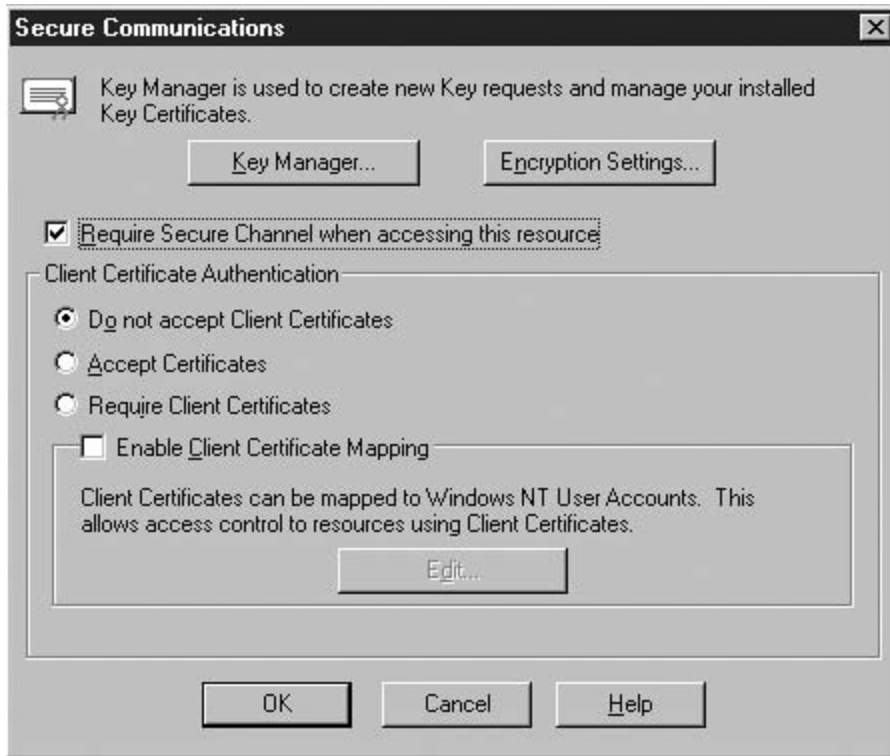 Secure Communications
Key Manager is used to create new Key requests and manage your installed
Key Certificates.
Key Manager...
Encryption Settings...
Require Secure Channel when accessing this resource
Client Certificate Authentication
Do not accept Client Certificates
Accept Certificates
Require Client Certificates
Enable Client Certificate Mapping
Client Certificates can be mapped to Windows NT User Accounts. This
allows access control to resources using Client Certificates.
Edit...
OK
Cancel
Help